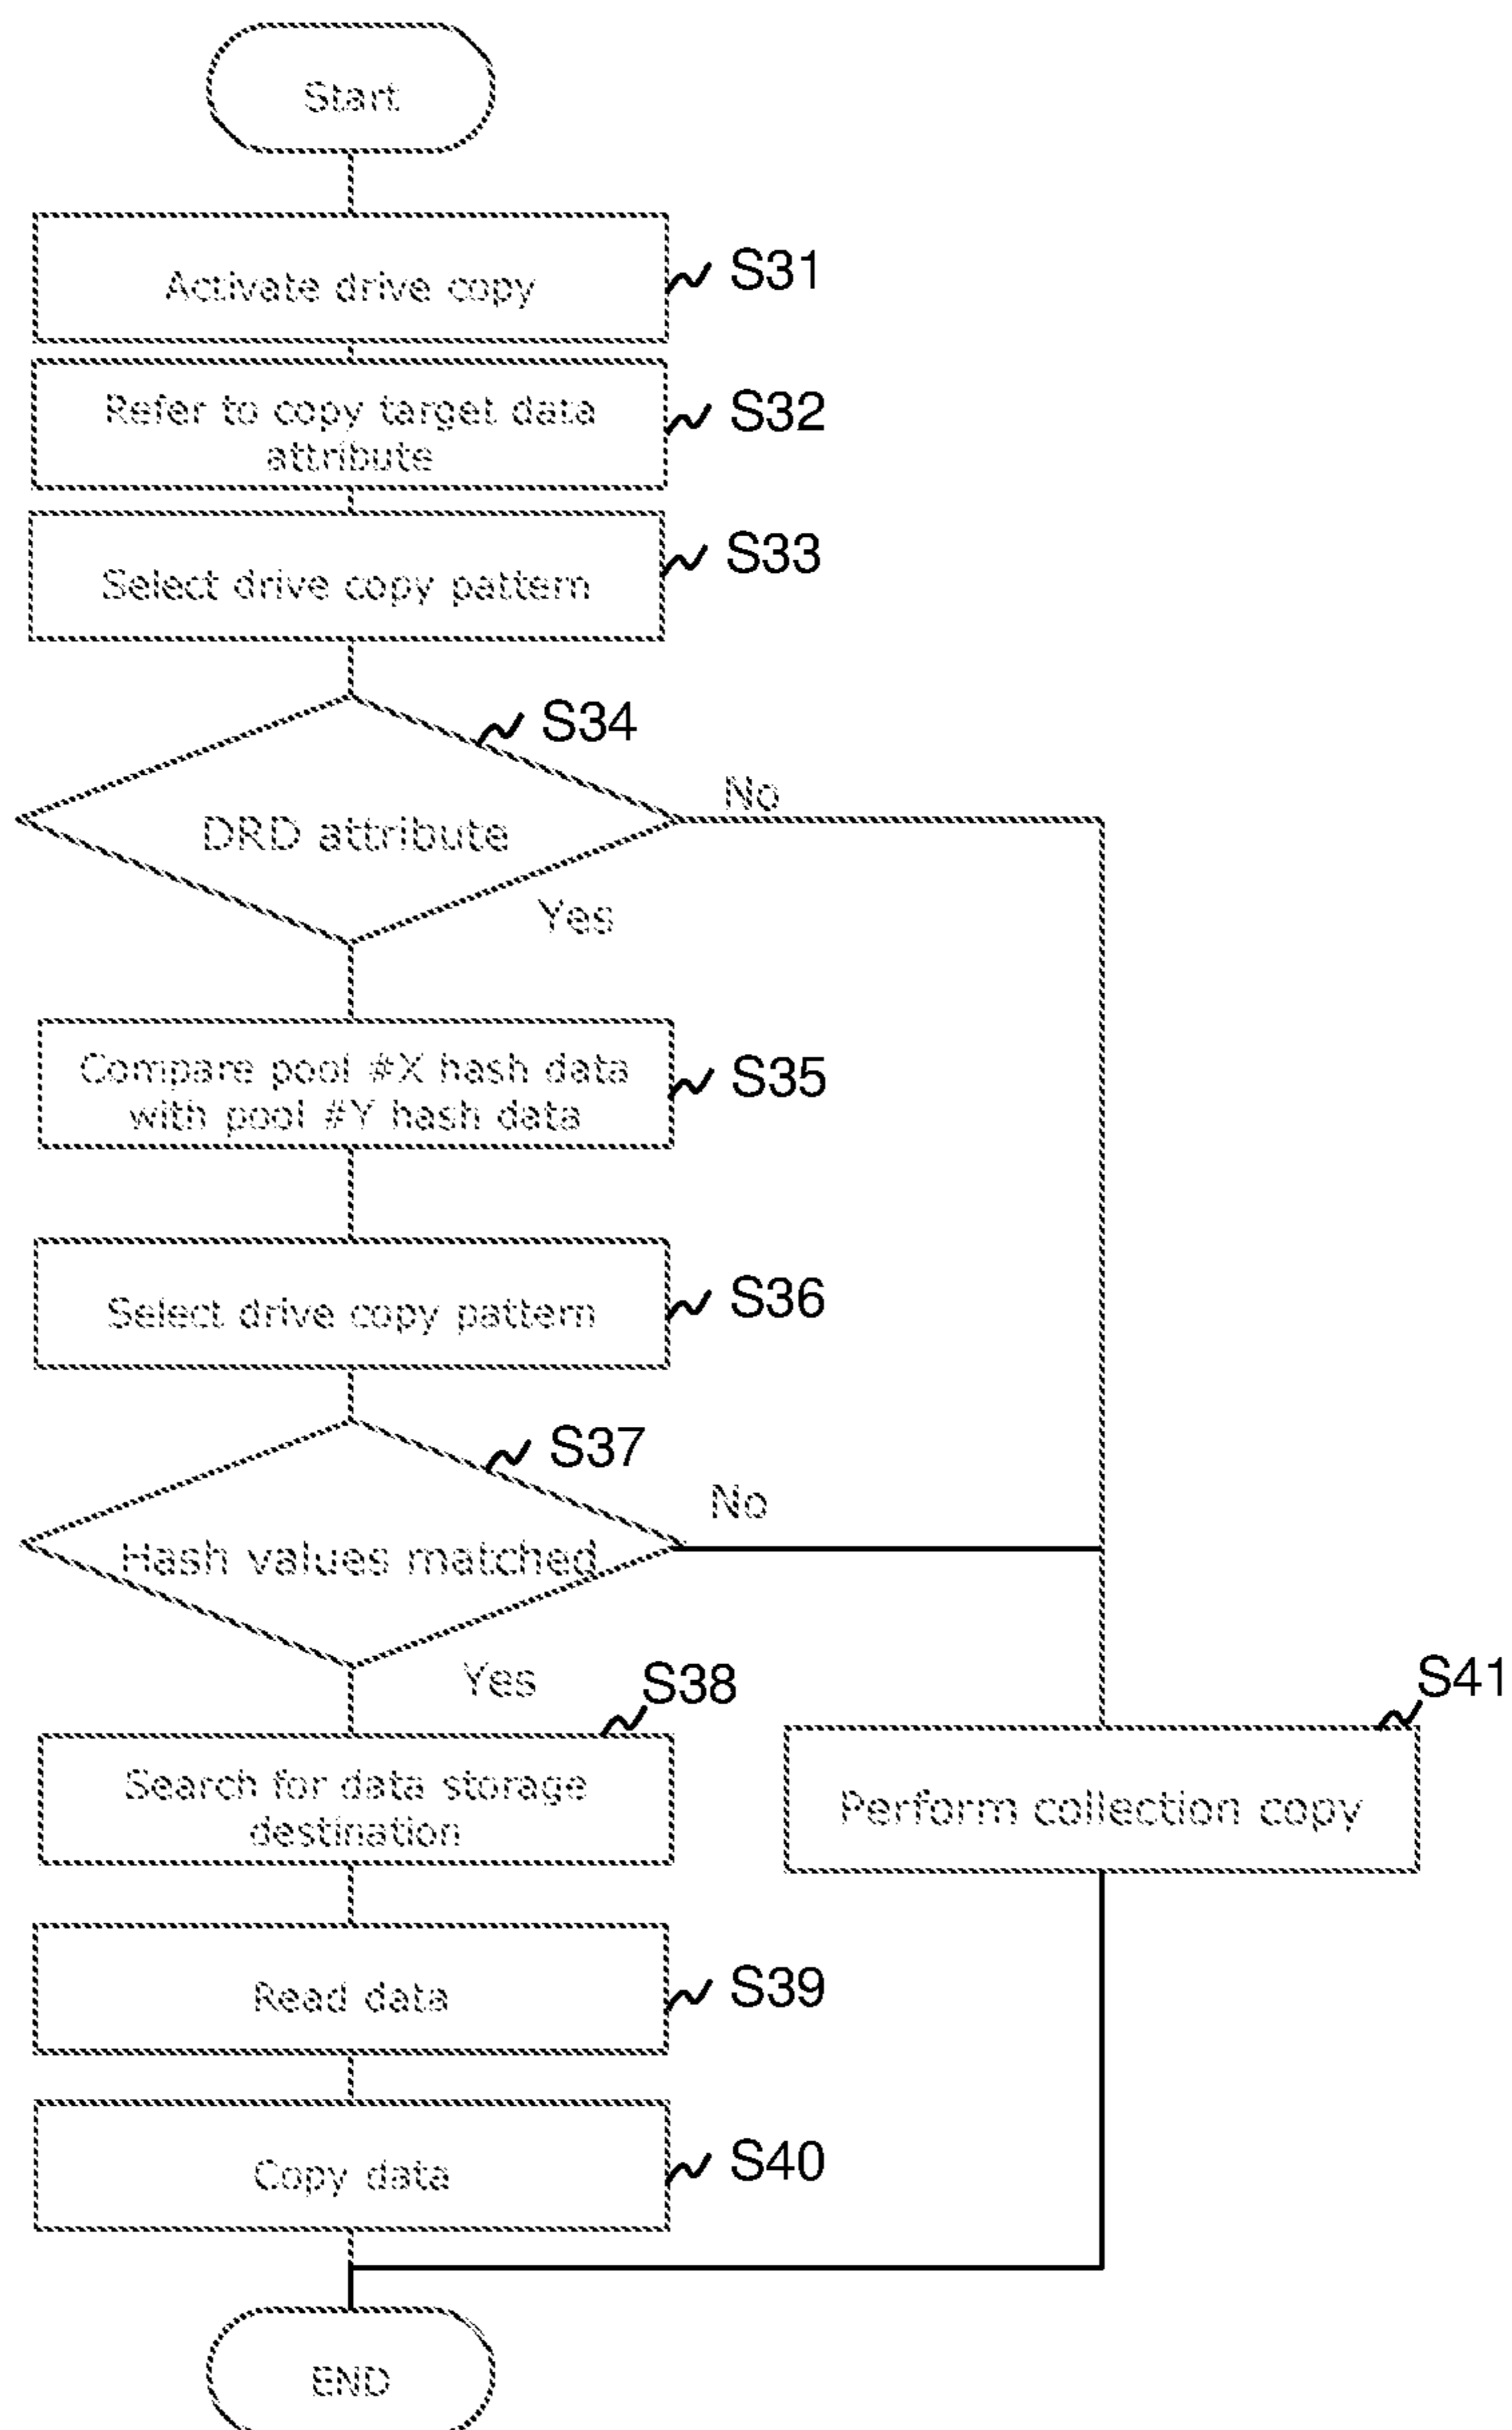 Start
Activate drive copy
S31
Refer to copy target data
attribute
S32
Select drive copy pattern
S33
S34
DRD attribute
No
Yes
Compare pool #X hash data
with pool #Y hash data
S35
Select drive copy pattern
S36
S37
Hash values matched
No
Yes
S38
Search for data storage
destination
S41
Perform collection copy
Read data
S39
Copy data
S40
END